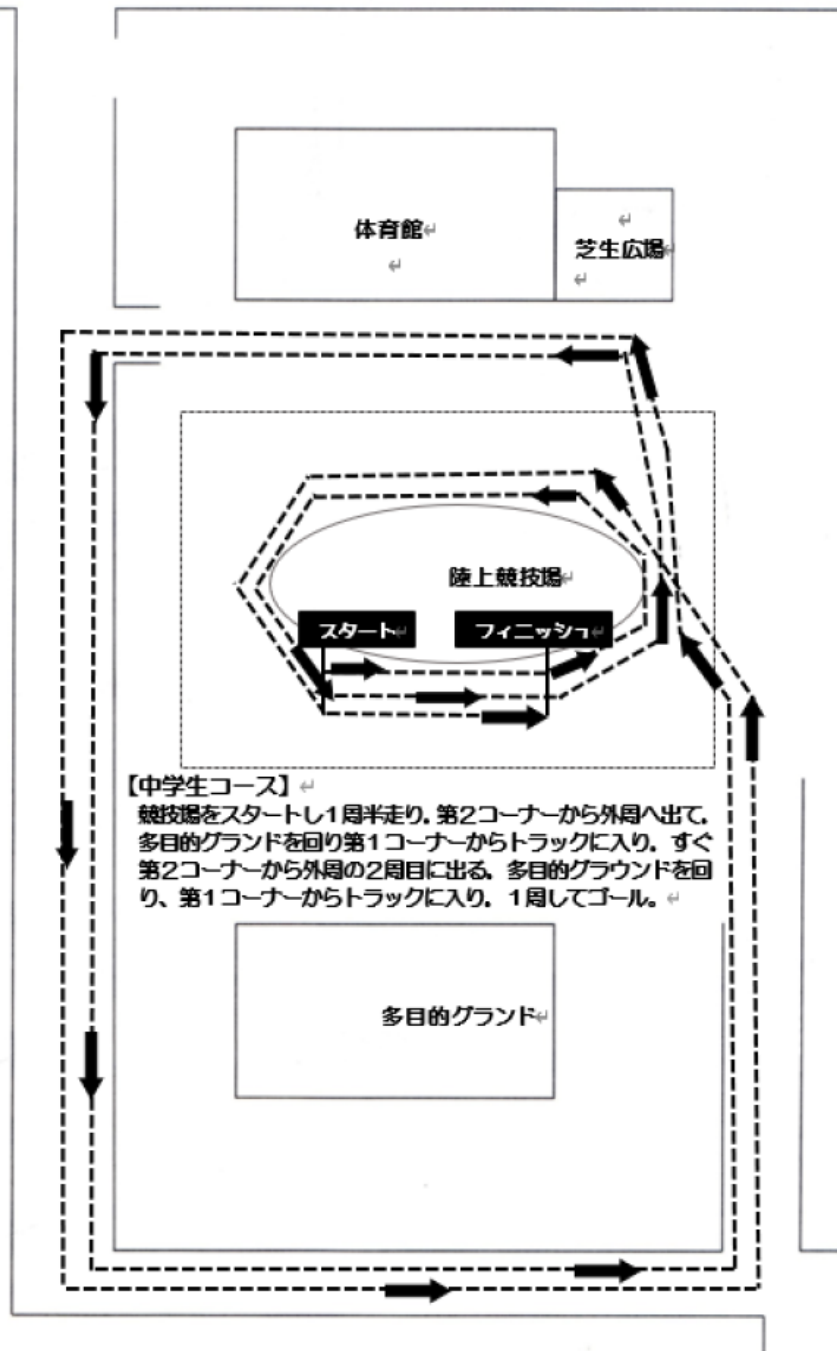 体育館
芝生広場
陸上競技場
スタート
フィニッシュ
【中学生コース】
競技場をスタートし１周半走り，第２コーナーから外周へ出て，
多目的グランドを回り第１コーナーからトラックに入り，すぐ
第２コーナーから外周の２周目に出る。多目的グラウンドを回
り、第１コーナーからトラックに入り，１周してゴール。
多目的グランド